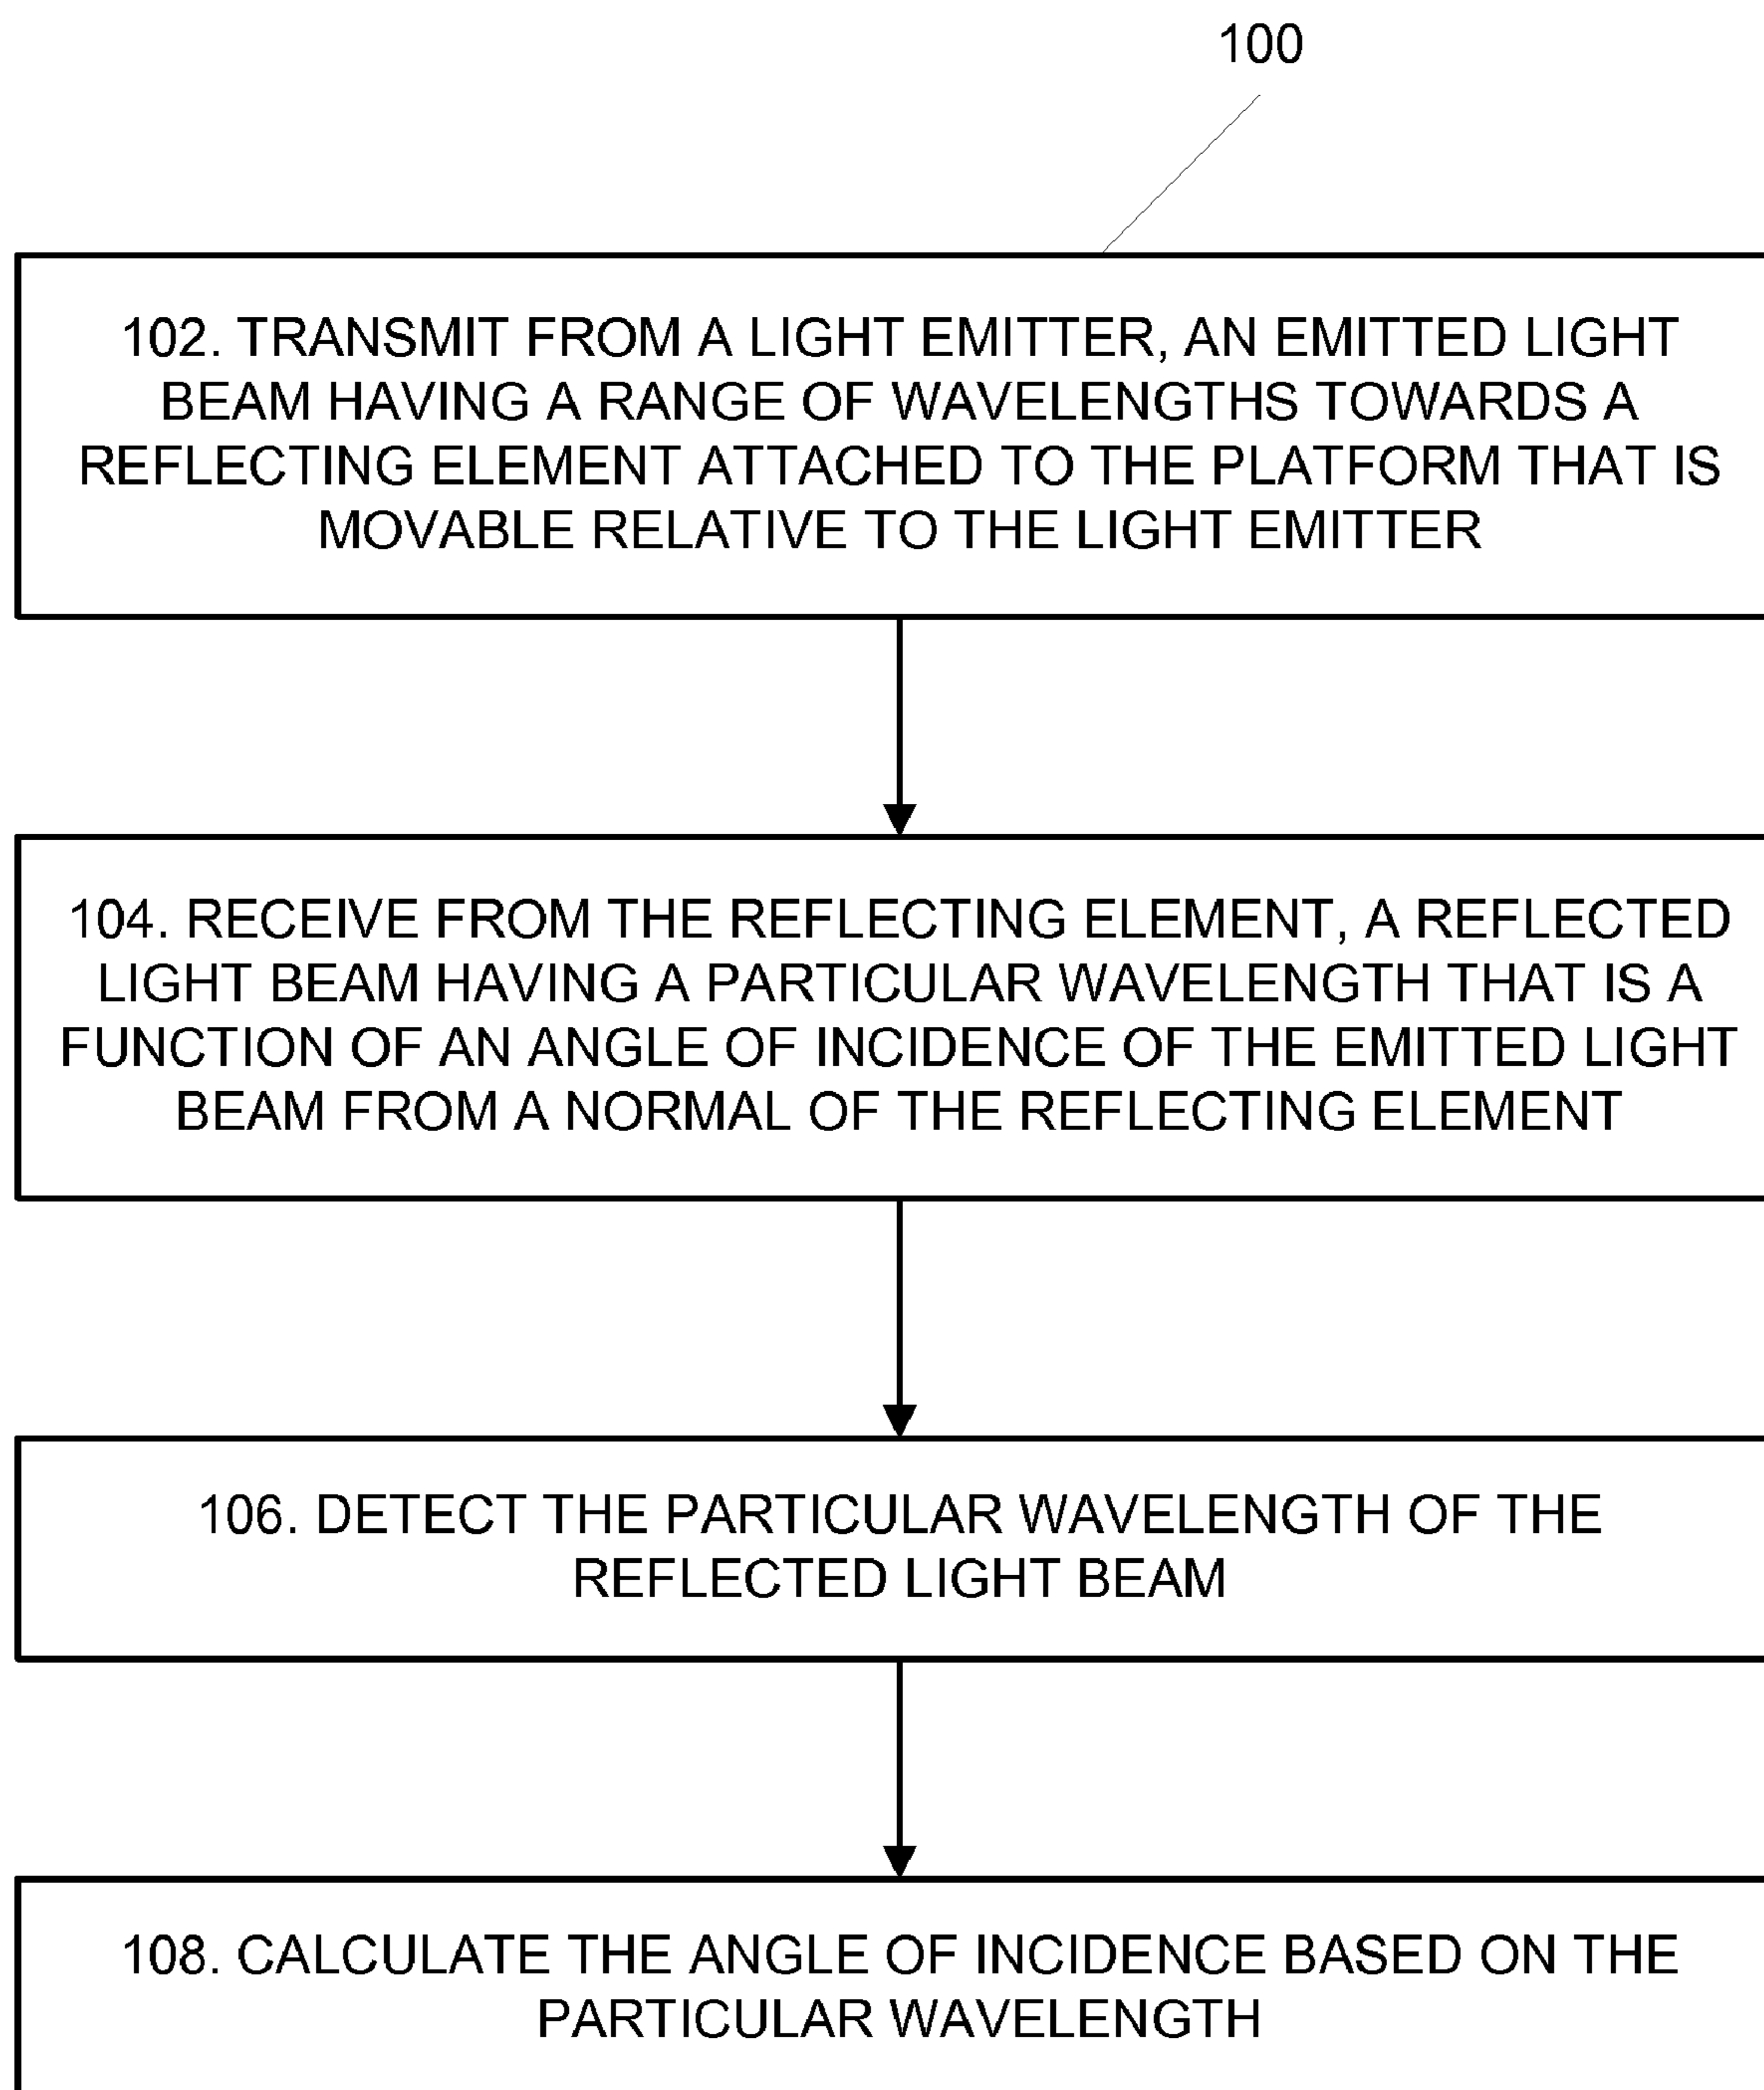 100
102. TRANSMIT FROM A LIGHT EMITTER, AN EMITTED LIGHT
BEAM HAVING A RANGE OF WAVELENGTHS TOWARDS A
REFLECTING ELEMENT ATTACHED TO THE PLATFORM THAT IS
MOVABLE RELATIVE TO THE LIGHT EMITTER
104. RECEIVE FROM THE REFLECTING ELEMENT, A REFLECTED
LIGHT BEAM HAVING A PARTICULAR WAVELENGTH THAT IS A
FUNCTION OF AN ANGLE OF INCIDENCE OF THE EMITTED LIGHT
BEAM FROM A NORMAL OF THE REFLECTING ELEMENT
106. DETECT THE PARTICULAR WAVELENGTH OF THE
REFLECTED LIGHT BEAM
108. CALCULATE THE ANGLE OF INCIDENCE BASED ON THE
PARTICULAR WAVELENGTH